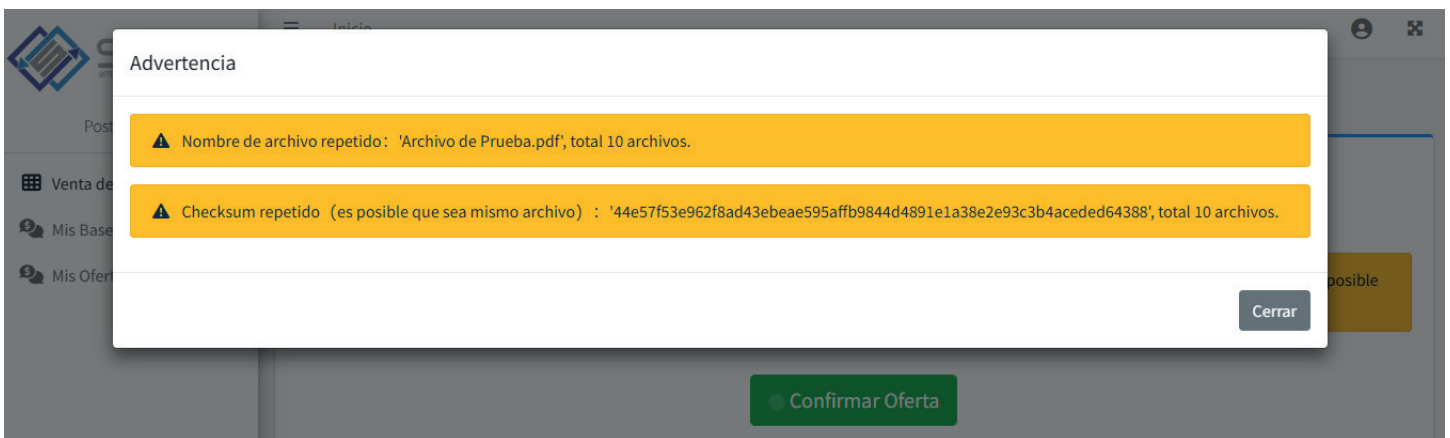 Inicio
Advertencia
Post
Nombre de archivo repetido： 'Archivo de Prueba.pdf', total 10 archivos.
Venta de
Checksum repetido（es posible que sea mismo archivo）： '44e57f53e962f8ad43ebeae595affb9844d4891e1a38e2e93c3b4aceded64388', total 10 archivos.
Mis Base
Mis Ofert
posible
Cerrar
Confirmar Oferta